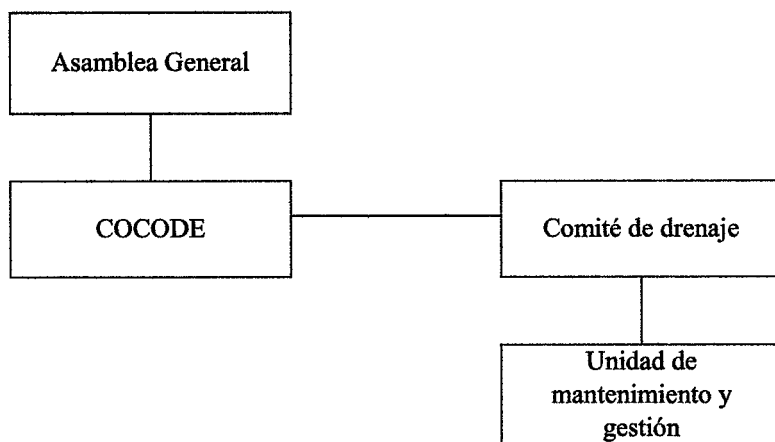 Asamblea General
COCODE
Comité de drenaje
Unidad de
mantenimiento y
gestión